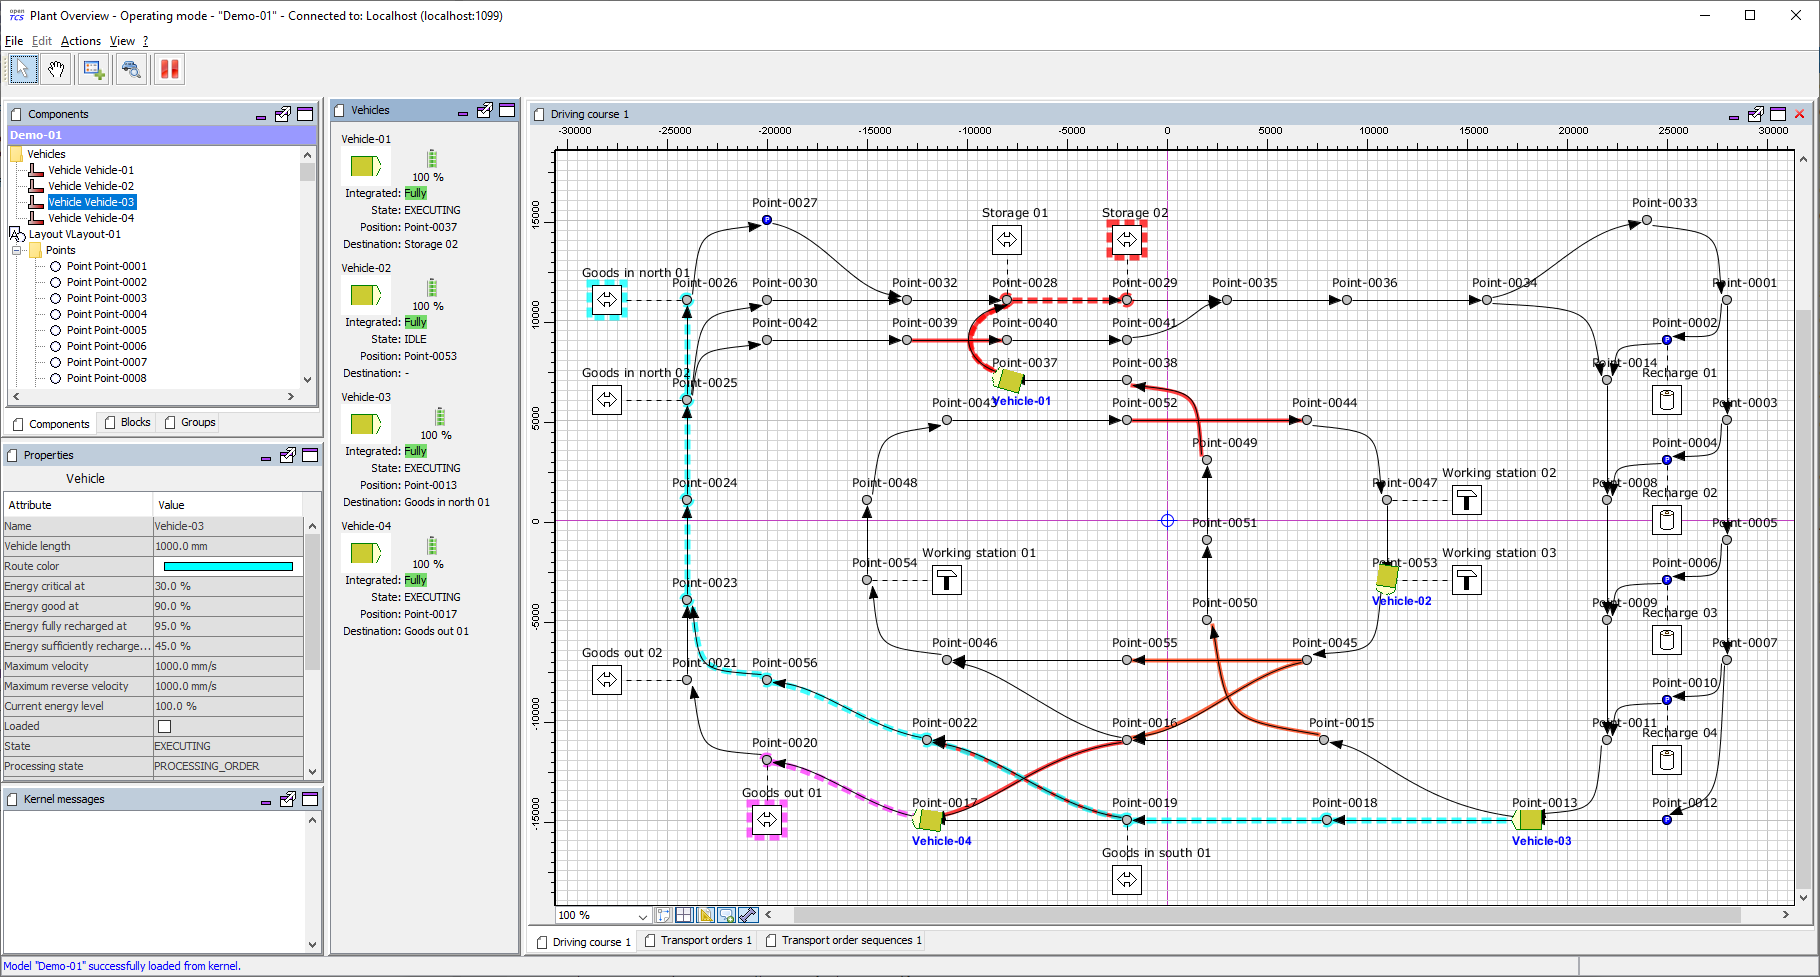 open TCS Plant Overview - Operating mode - "Demo-01" - Connected to: Localhost (localhost:1099)
File Edit Actions View ?
Components
Demo-01
Vehicles
Vehicle Vehicle-01
Vehicle Vehicle-02
Vehicle Vehicle-03
Vehicle Vehicle-04
Layout VLayout-01
Points
Point Point-0001
Point Point-0002
Point Point-0003
Point Point-0004
Point Point-0005
Point Point-0006
Point Point-0007
Point Point-0008
Components Blocks Groups
Properties
Vehicle
Attribute Value
Name Vehicle-03
Vehicle length 1000.0 mm
Route color
Energy critical at 30.0 %
Energy good at 90.0 %
Energy fully recharged at 95.0 %
Energy sufficiently recharge... 45.0 %
Maximum velocity 1000.0 mm/s
Maximum reverse velocity 1000.0 mm/s
Current energy level 100.0 %
Loaded
State EXECUTING
Processing state PROCESSING_ORDER
Kernel messages
Vehicles
Vehicle-01
100 %
Integrated: Fully
State: EXECUTING
Position: Point-0037
Destination: Storage 02
Vehicle-02
100 %
Integrated: Fully
State: IDLE
Position: Point-0053
Destination: -
Vehicle-03
100 %
Integrated: Fully
State: EXECUTING
Position: Point-0013
Destination: Goods in north 01
Vehicle-04
100 %
Integrated: Fully
State: EXECUTING
Position: Point-0017
Destination: Goods out 01
Driving course 1
-30000 -25000 -20000 -15000 -10000 -5000 0 5000 10000 15000 20000 25000 30000
15000
10000
5000
0
-5000
-10000
-15000
Point-0027 Storage 01 Storage 02 Point-0033
Goods in north 01 Point-0026 Point-0030 Point-0032 Point-0028 Point-0029 Point-0035 Point-0036 Point-0034 Point-0001
Point-0042 Point-0039 Point-0040 Point-0041 Point-0002
Goods in north 02 Point-0025 Point-0037 Point-0038 Point-0014 Recharge 01
Vehicle-01
Point-0043 Point-0052 Point-0044 Point-0003
Point-0049 Point-0004
Point-0024 Point-0048 Point-0047 Working station 02 Point-0008 Recharge 02
Point-0051 Point-0005
Point-0023 Point-0054 Working station 01 Point-0053 Working station 03 Point-0006
Vehicle-02
Point-0050 Point-0009 Recharge 03
Goods out 02 Point-0021 Point-0056 Point-0046 Point-0055 Point-0045 Point-0007
Point-0010
Point-0020 Point-0022 Point-0016 Point-0015 Point-0011 Recharge 04
Goods out 01 Point-0017 Point-0019 Point-0018 Point-0013 Point-0012
Vehicle-04 Vehicle-03
Goods in south 01
100 %
Driving course 1 Transport orders 1 Transport order sequences 1
Model "Demo-01" successfully loaded from kernel.